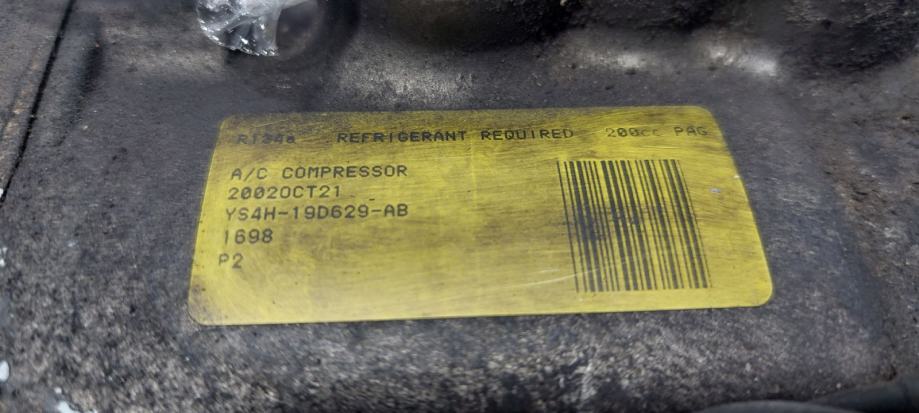 R134a REFRIGERANT REQUIRED 200cc PAG
A/C COMPRESSOR
2002OCT21
YS4H-19D629-AB
1698
P2